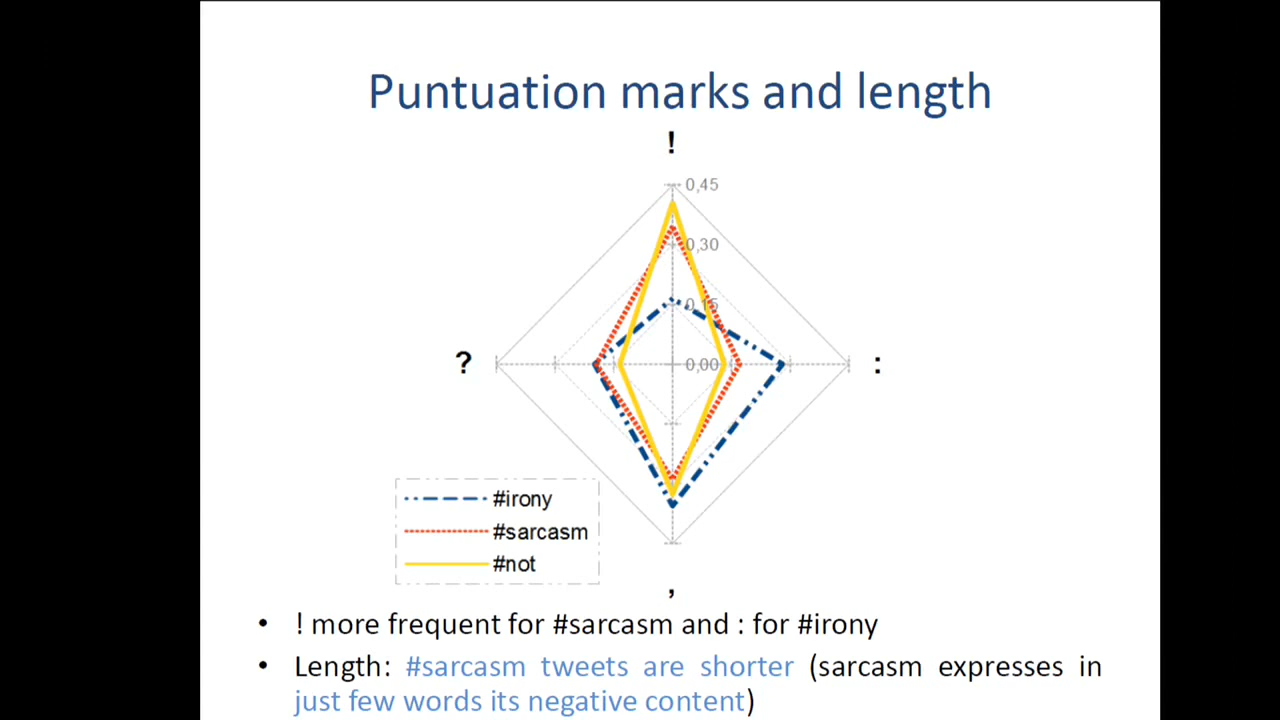 Puntuation marks and length
!
0,45
0,30
0,15
0,00
?
:
,
#irony
#sarcasm
#not
• ! more frequent for #sarcasm and : for #irony
• Length: #sarcasm tweets are shorter (sarcasm expresses in
just few words its negative content)